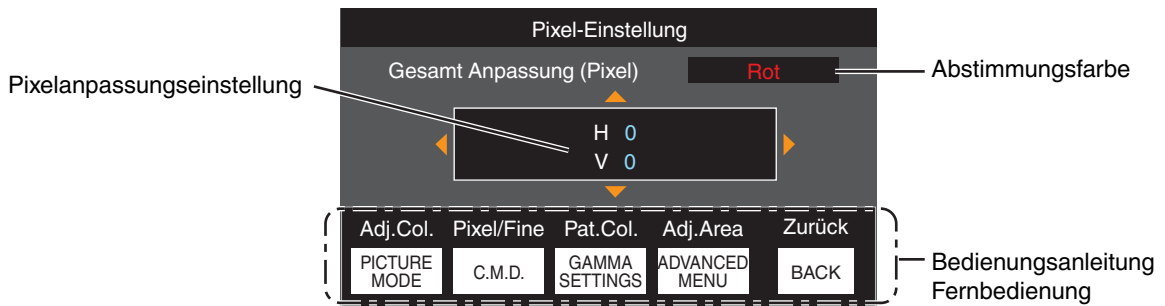 Pixel-Einstellung
Gesamt Anpassung (Pixel) Rot
Abstimmungsfarbe
Pixelanpassungseinstellung
H 0
V 0
Adj.Col. Pixel/Fine Pat.Col. Adj.Area Zurück
PICTURE MODE C.M.D. GAMMA SETTINGS ADVANCED MENU BACK
Bedienungsanleitung
Fernbedienung